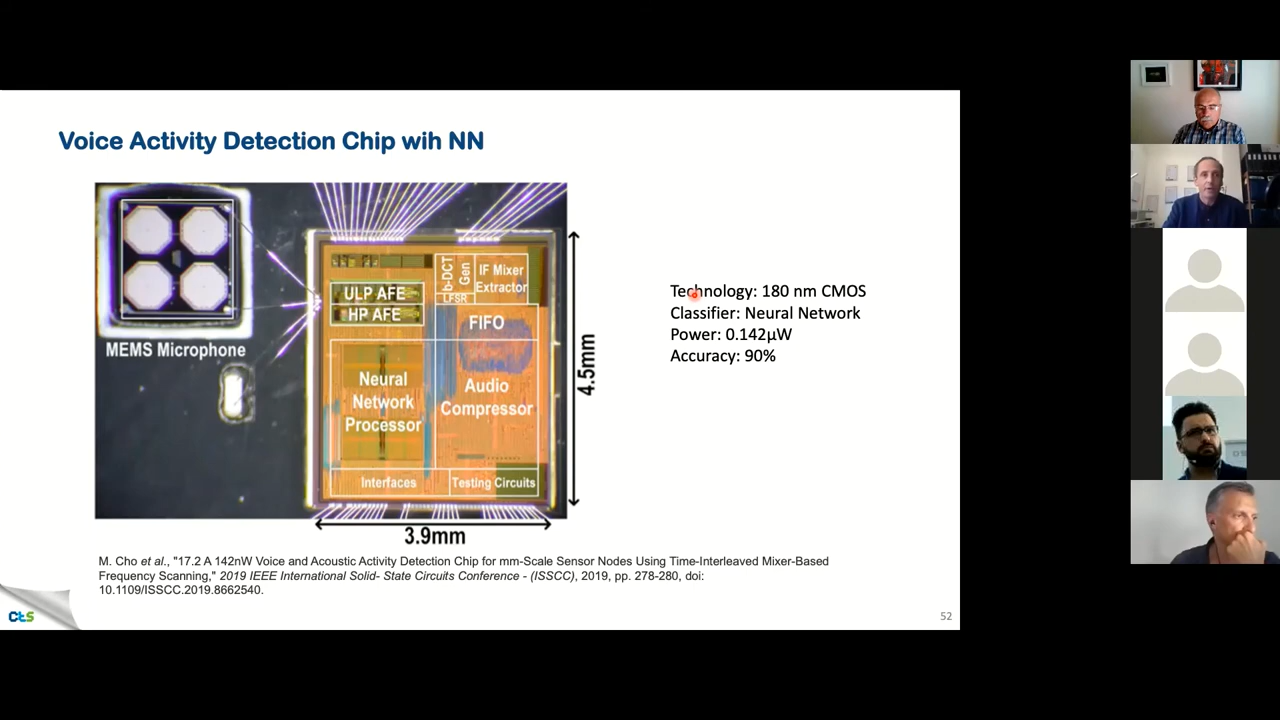 Voice Activity Detection Chip wih NN
MEMS Microphone
ULP AFE
HP AFE
b-DCT
Gen
LFSR
IF Mixer
Extractor
FIFO
Neural
Network
Processor
Audio
Compressor
Interfaces
Testing Circuits
4.5mm
3.9mm
Technology: 180 nm CMOS
Classifier: Neural Network
Power: 0.142µW
Accuracy: 90%
M. Cho et al., "17.2 A 142nW Voice and Acoustic Activity Detection Chip for mm-Scale Sensor Nodes Using Time-Interleaved Mixer-Based
Frequency Scanning," 2019 IEEE International Solid- State Circuits Conference - (ISSCC), 2019, pp. 278-280, doi:
10.1109/ISSCC.2019.8662540.
CtS
52